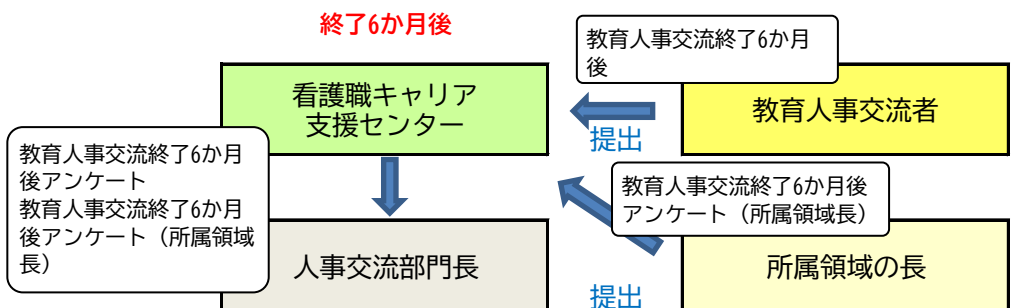 終了6か月後
教育人事交流終了6か月
後
看護職キャリア
支援センター
教育人事交流者
提出
教育人事交流終了6か月
後アンケート
教育人事交流終了6か月
後アンケート（所属領域
長）
教育人事交流終了6か月後
アンケート（所属領域長）
人事交流部門長
所属領域の長
提出